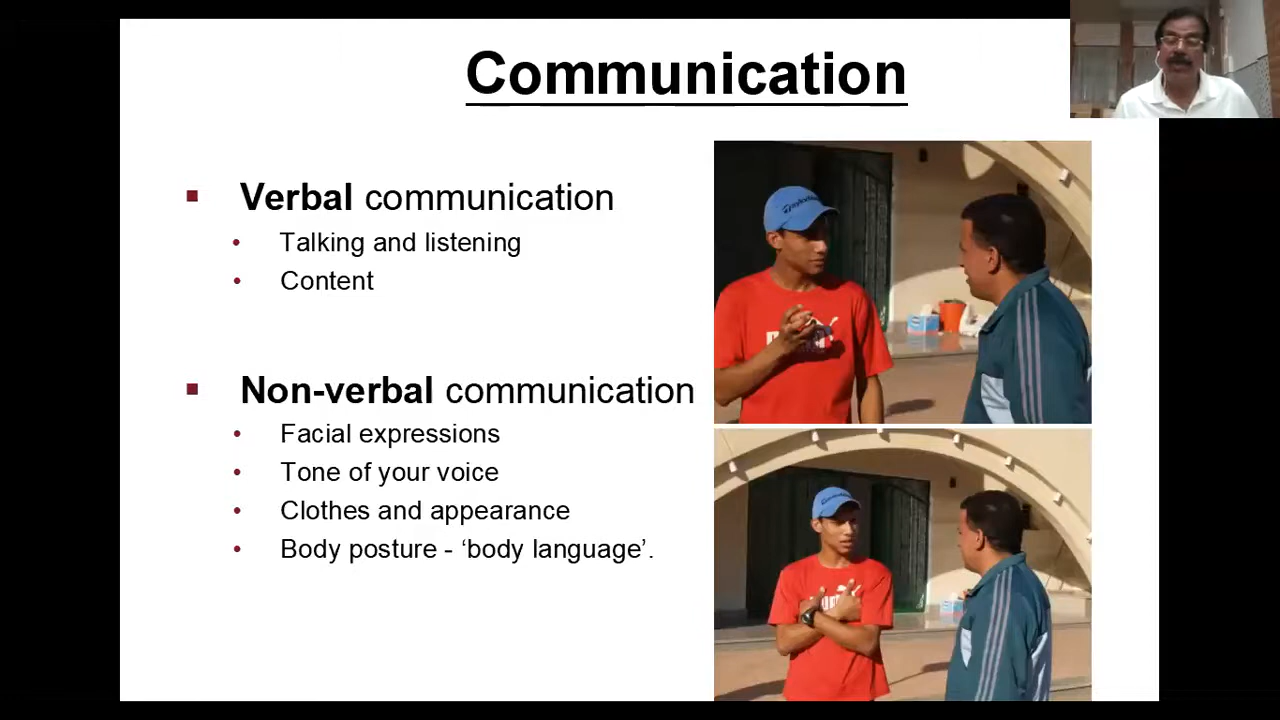 Communication
▪ Verbal communication
• Talking and listening
• Content
▪ Non-verbal communication
• Facial expressions
• Tone of your voice
• Clothes and appearance
• Body posture - ‘body language’.